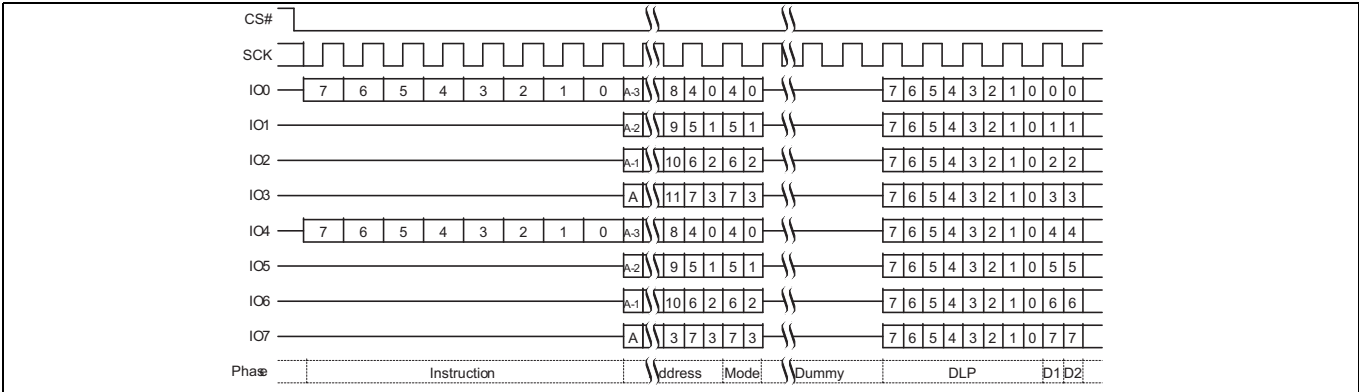 CS#
SCK
IO0 7 6 5 4 3 2 1 0 A-3 8 4 0 4 0 7 6 5 4 3 2 1 0 0 0
IO1 A-2 9 5 1 5 1 7 6 5 4 3 2 1 0 1 1
IO2 A-1 10 6 2 6 2 7 6 5 4 3 2 1 0 2 2
IO3 A 11 7 3 7 3 7 6 5 4 3 2 1 0 3 3
IO4 7 6 5 4 3 2 1 0 A-3 8 4 0 4 0 7 6 5 4 3 2 1 0 4 4
IO5 A-2 9 5 1 5 1 7 6 5 4 3 2 1 0 5 5
IO6 A-1 10 6 2 6 2 7 6 5 4 3 2 1 0 6 6
IO7 A 3 7 3 7 3 7 6 5 4 3 2 1 0 7 7
Phase Instruction ddress Mode Dummy DLP D1 D2